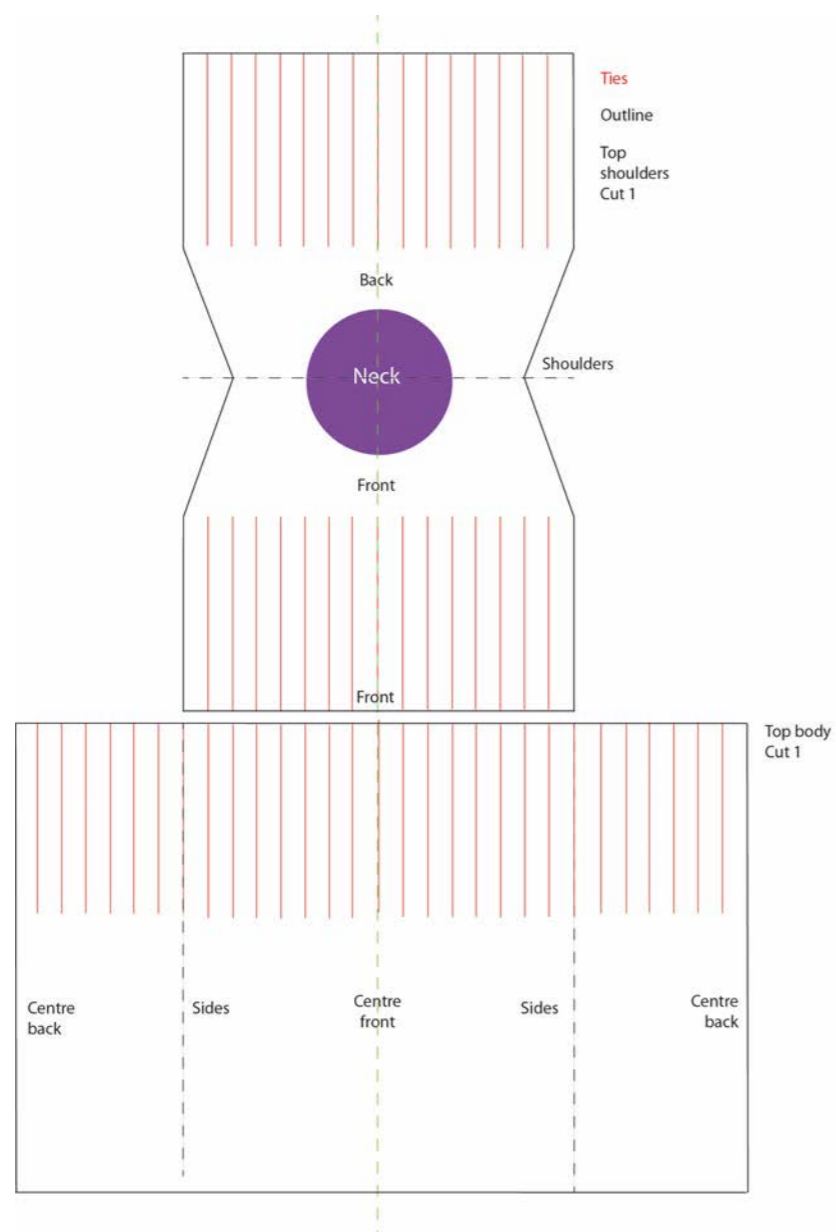 Ties
Outline
Top
shoulders
Cut 1
Back
Shoulders
Neck
Front
Front
Top body
Cut 1
Centre
back
Sides
Centre
front
Sides
Centre
back